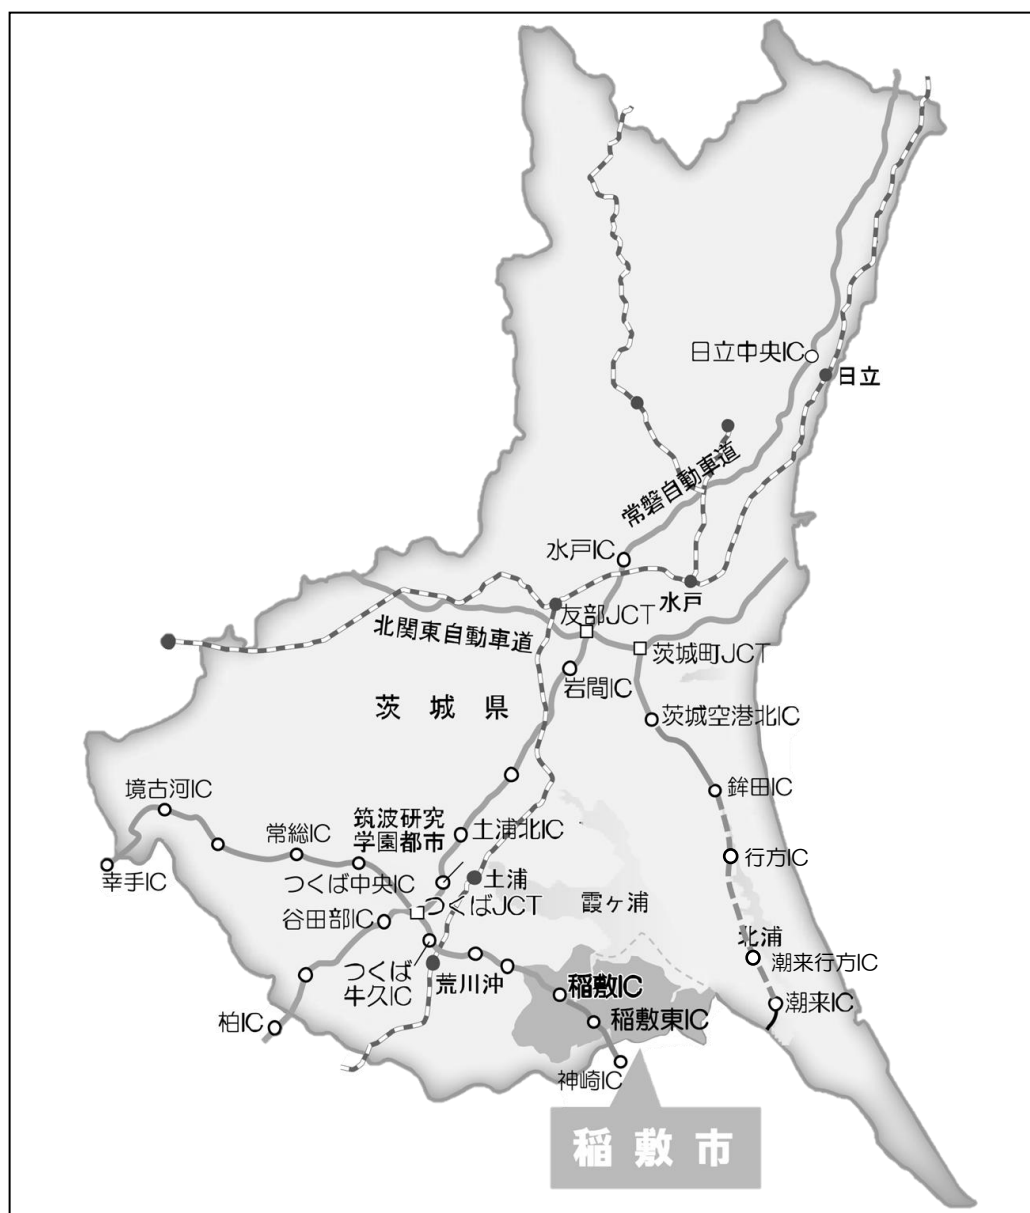 日立中央IC
日立
常磐自動車道
水戸IC
水戸
友部JCT
北関東自動車道
茨城町JCT
岩間IC
茨城県
茨城空港北IC
境古河IC
鉾田IC
筑波研究
学園都市
土浦北IC
常総IC
行方IC
幸手IC
つくば中央IC
土浦
つくばJCT
霞ヶ浦
谷田部IC
北浦
潮来行方IC
つくば
牛久IC
荒川沖
稲敷IC
潮来IC
柏IC
稲敷東IC
神崎IC
稲敷市